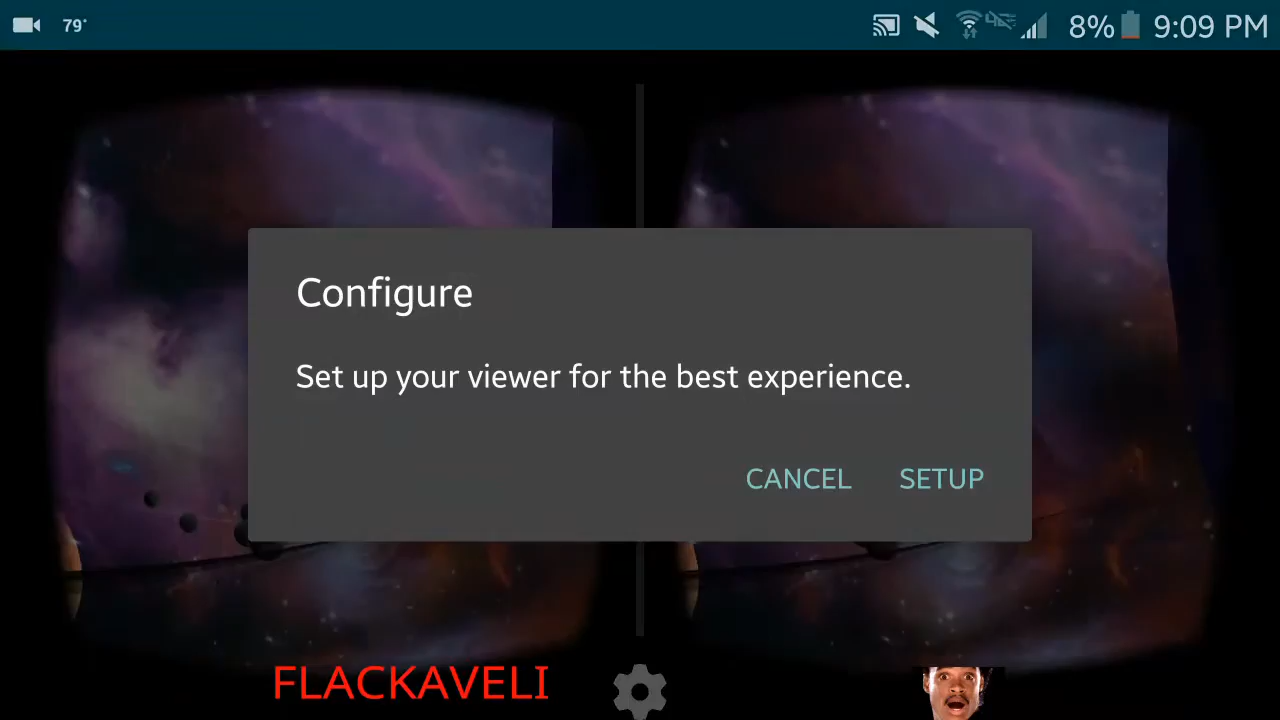 79°
8% 9:09 PM
Configure
Set up your viewer for the best experience.
CANCEL SETUP
FLACKAVELI